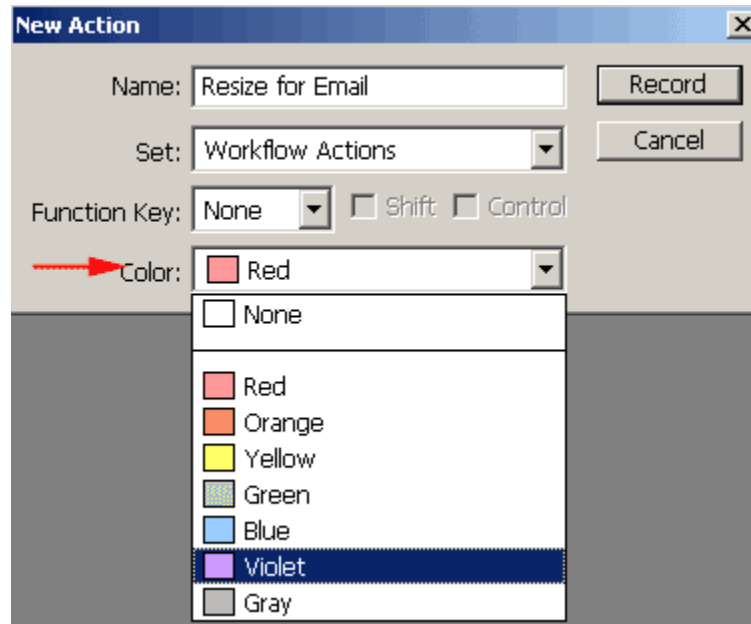 New Action
Name: Resize for Email Record
Set: Workflow Actions Cancel
Function Key: None Shift Control
Color: Red
None
Red
Orange
Yellow
Green
Blue
Violet
Gray